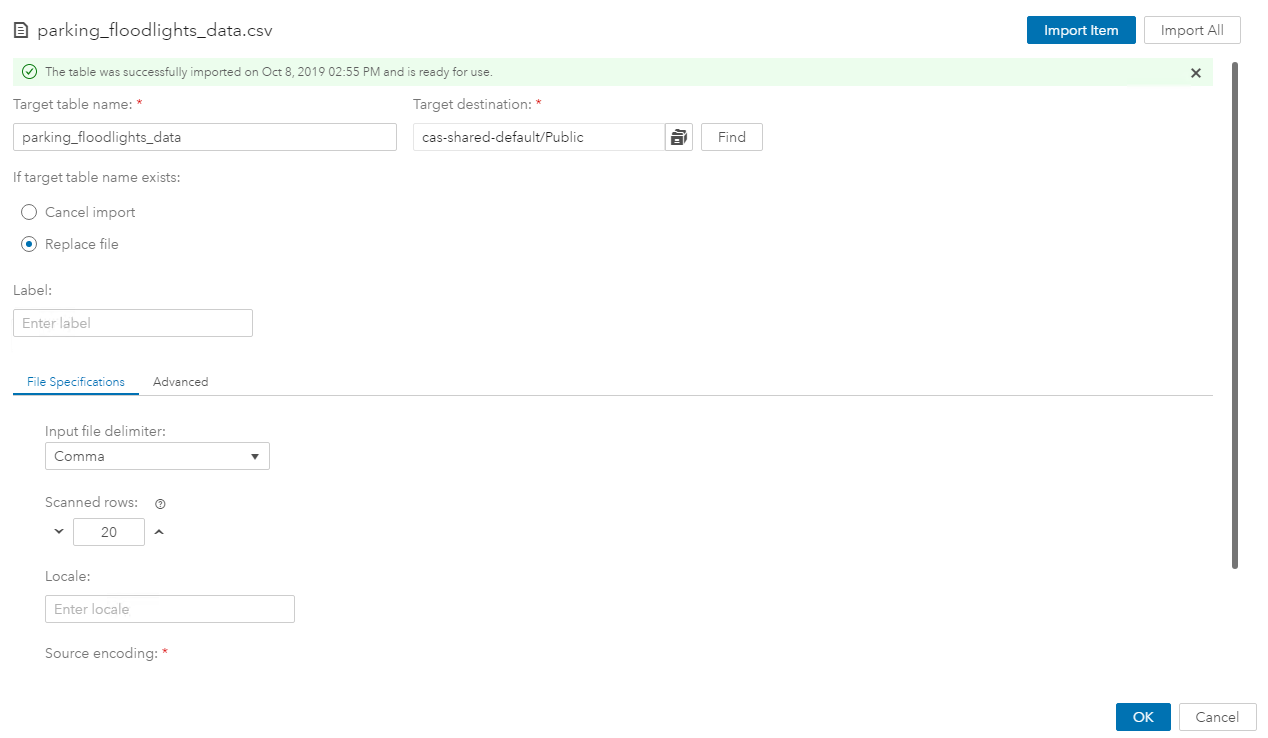 parking_floodlights_data.csv
Import Item
Import All
The table was successfully imported on Oct 8, 2019 02:55 PM and is ready for use.
Target table name: *
Target destination: *
parking_floodlights_data
cas-shared-default/Public
Find
If target table name exists:
Cancel import
Replace file
Label:
Enter label
File Specifications
Advanced
Input file delimiter:
Comma
Scanned rows:
20
Locale:
Enter locale
Source encoding: *
OK
Cancel